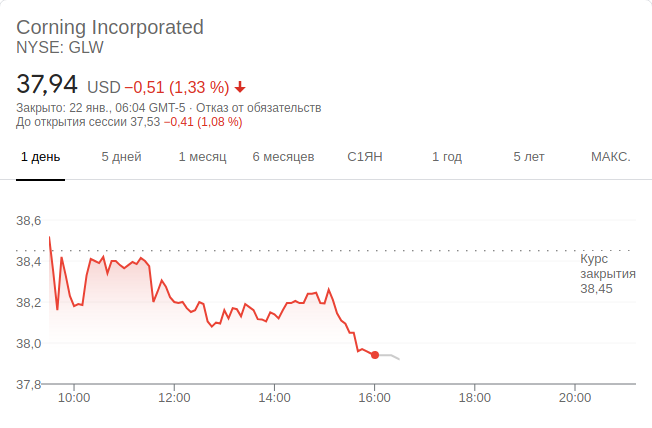 Corning Incorporated
NYSE: GLW
37,94 USD −0,51 (1,33 %)
Закрыто: 22 янв., 06:04 GMT-5 · Отказ от обязательств
До открытия сессии 37,53 −0,41 (1,08 %)
1 день 5 дней 1 месяц 6 месяцев С1ЯН 1 год 5 лет МАКС.
38,6
38,4
38,2
38,0
37,8
Курс
закрытия
38,45
10:00 12:00 14:00 16:00 18:00 20:00